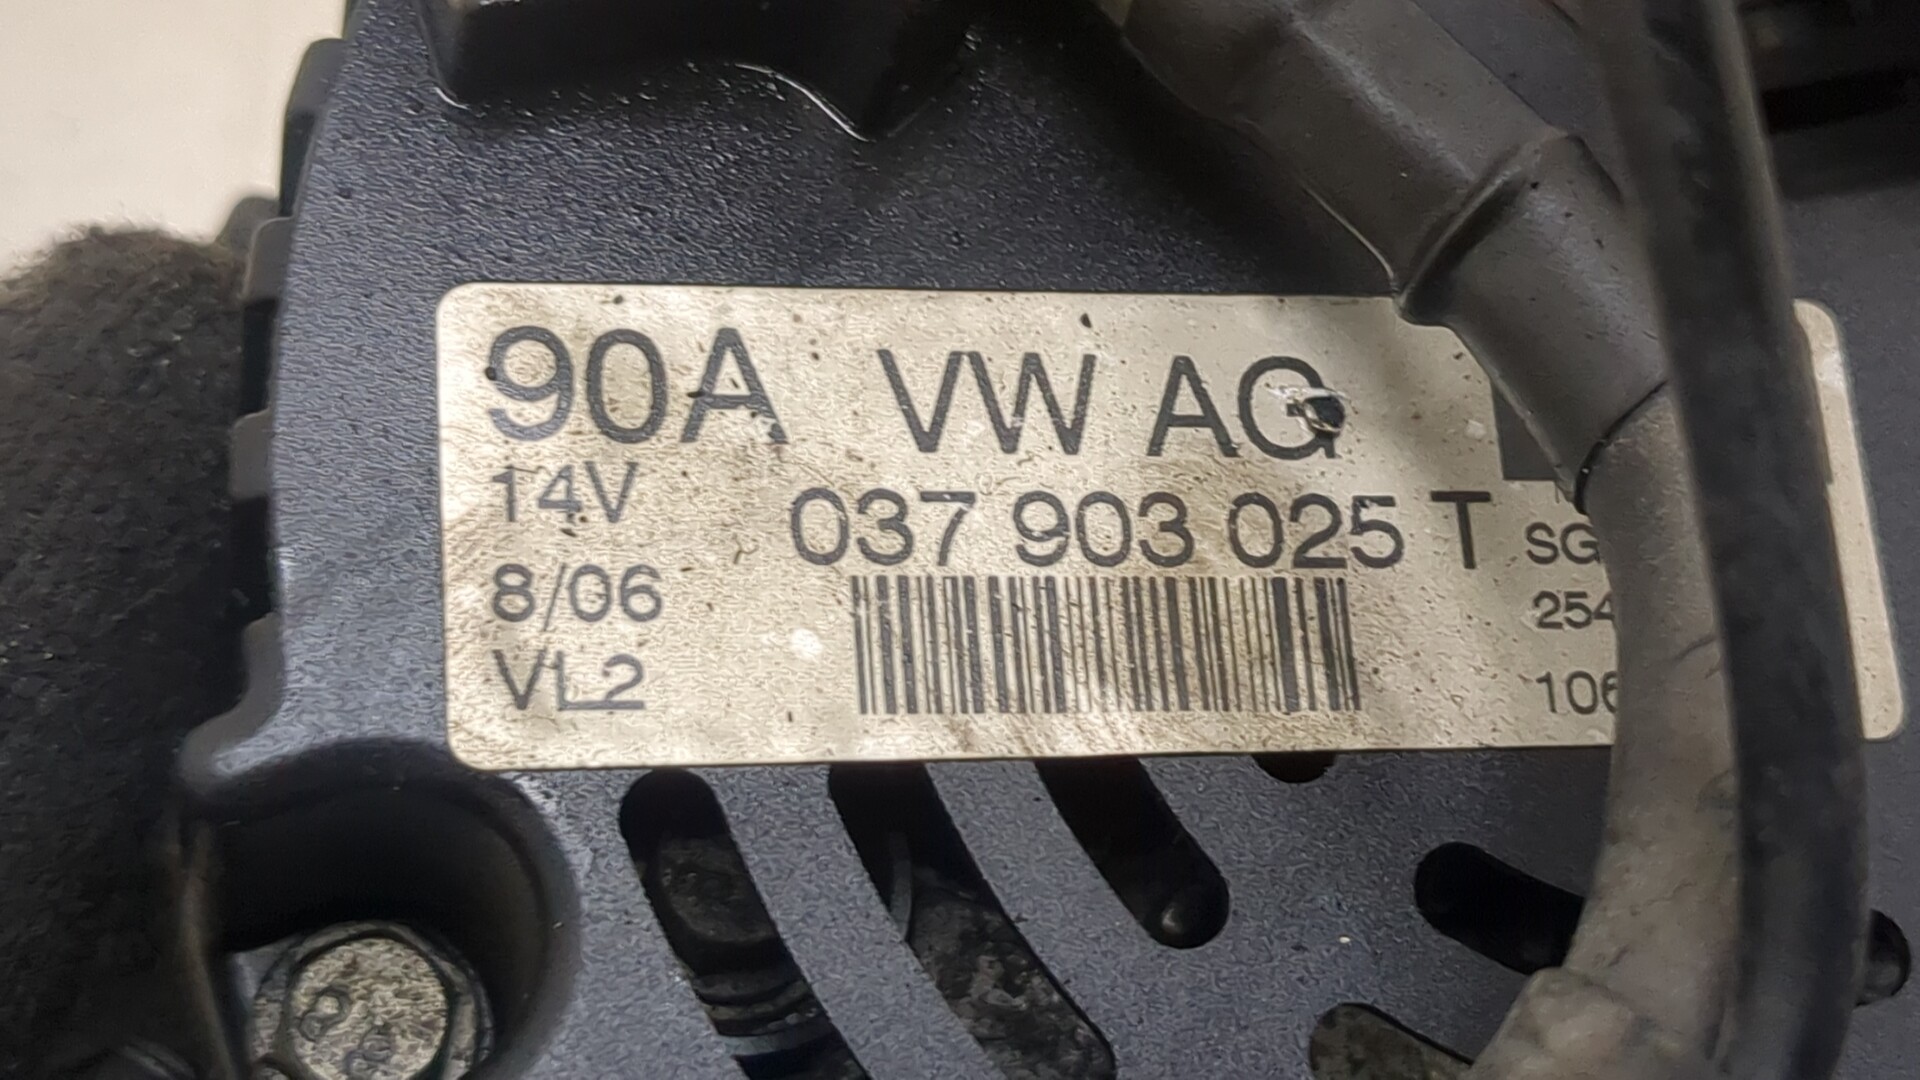 90A VW AG
14V 037 903 025 T SG
8/06 254
VL2 106